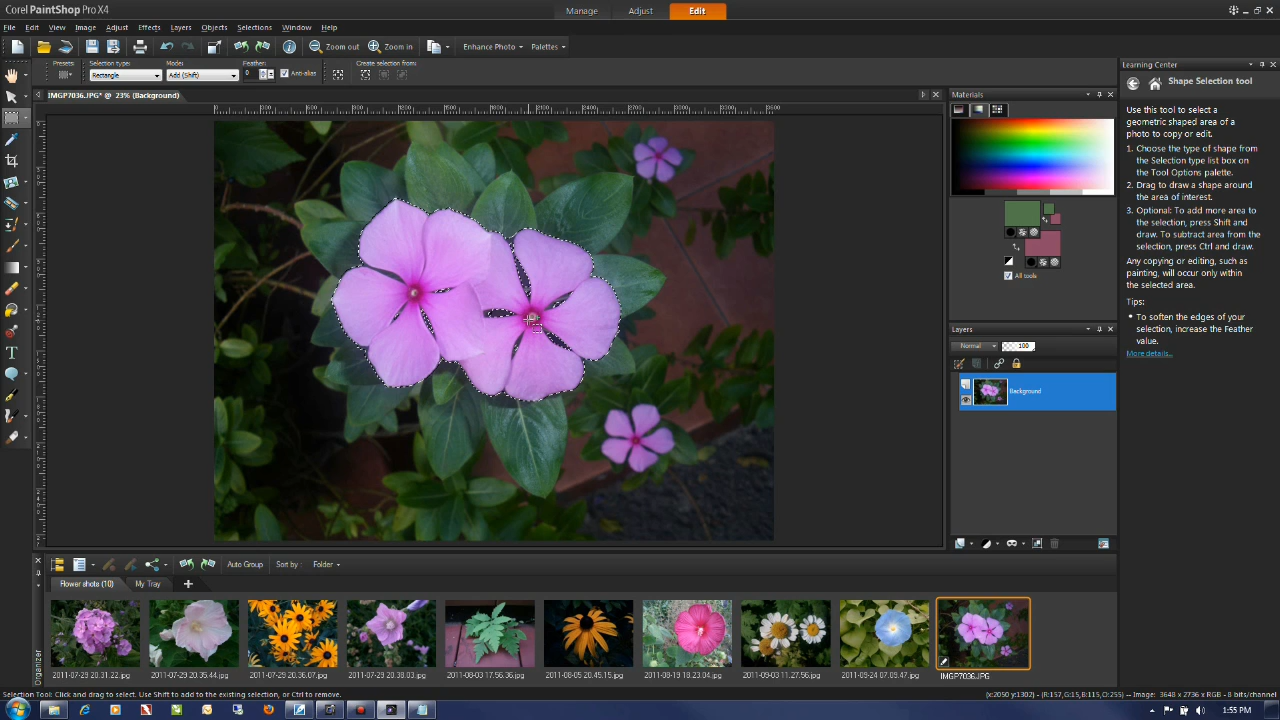 Corel PaintShop Pro X4
Manage Adjust Edit
File Edit View Image Adjust Effects Layers Objects Selections Window Help
Zoom out Zoom in Enhance Photo Palettes
Presets: Selection type: Mode: Feather: Create selection from:
Rectangle Add (Shift) 0 Anti-alias
IMGP7036.JPG* @ 23% (Background)
Materials
All tools
Layers
Normal 100
Background
Learning Center
Shape Selection tool
Use this tool to select a
geometric shaped area of a
photo to copy or edit.
1. Choose the type of shape from
the Selection type list box on
the Tool Options palette.
2. Drag to draw a shape around
the area of interest.
3. Optional: To add more area to
the selection, press Shift and
draw. To subtract area from the
selection, press Ctrl and draw.
Any copying or editing, such as
painting, will occur only within
the selected area.
Tips:
• To soften the edges of your
selection, increase the Feather
value.
More details...
Auto Group Sort by: Folder
Flower shots (10) My Tray
Organizer
2011-07-29 20.31.22.jpg 2011-07-29 20.35.44.jpg 2011-07-29 20.36.07.jpg 2011-07-29 20.38.03.jpg 2011-08-03 17.56.36.jpg 2011-08-05 20.45.15.jpg 2011-08-19 18.23.04.jpg 2011-09-03 11.27.56.jpg 2011-09-24 07.09.47.jpg IMGP7036.JPG
Selection Tool: Click and drag to select. Use Shift to add to the existing selection, or Ctrl to remove.
(x:2050 y:1302) - (R:157,G:15,B:115,O:255) -- Image: 3648 x 2736 x RGB - 8 bits/channel
1:55 PM